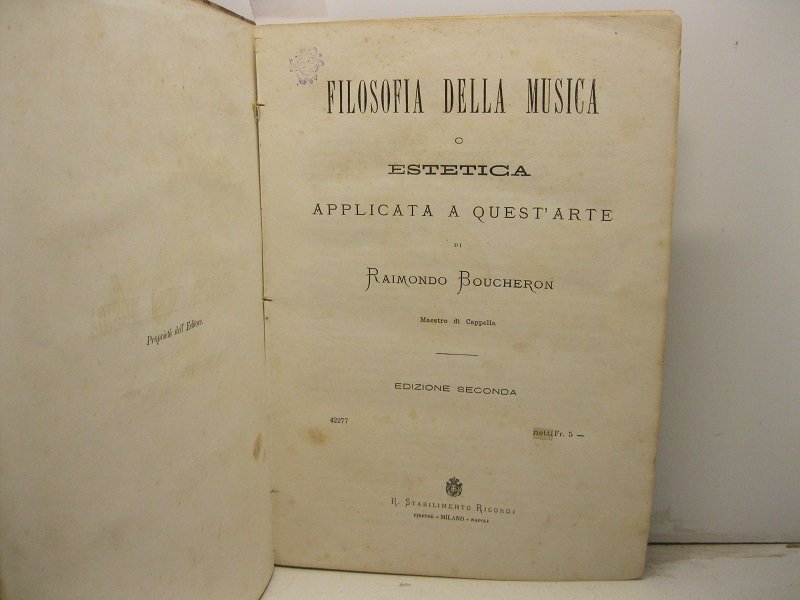 Proprietà dell' Editore.
FILOSOFIA DELLA MUSICA
O
ESTETICA
APPLICATA A QUEST'ARTE
DI
RAIMONDO BOUCHERON
Maestro di Cappella
EDIZIONE SECONDA
42277
netti Fr. 5 —
R. STABILIMENTO RICORDI
FIRENZE - MILANO - NAPOLI